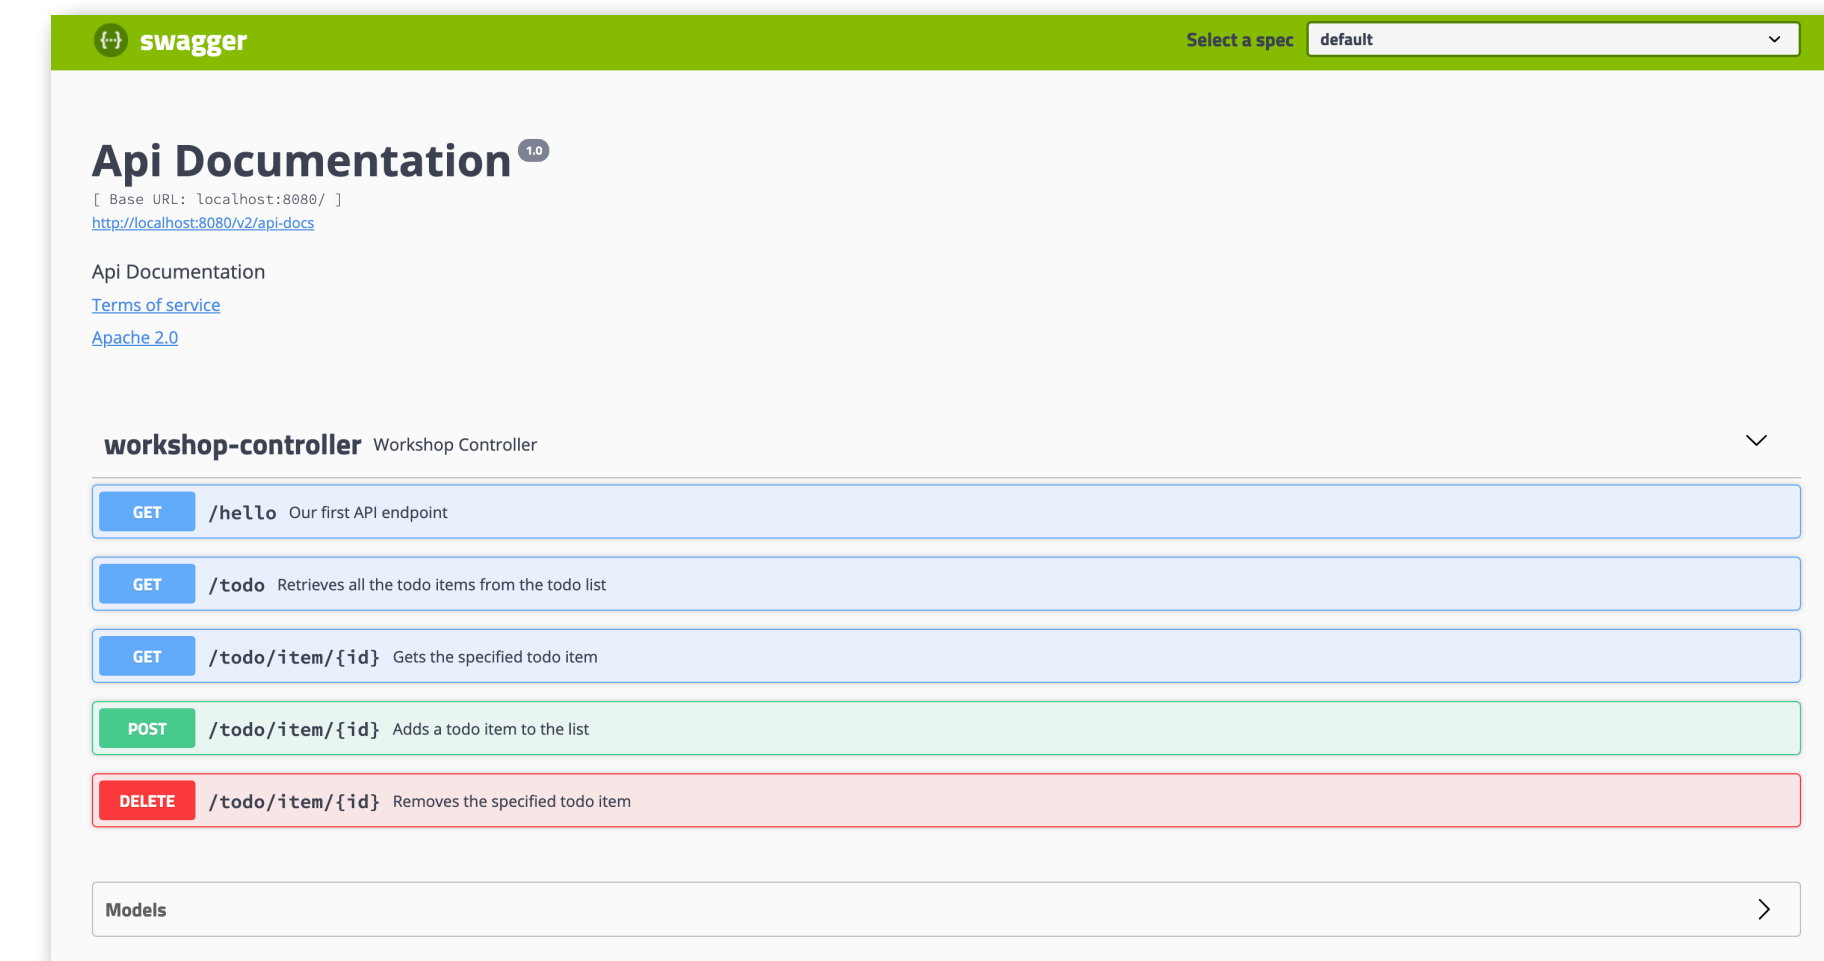 {···} swagger Select a spec default
Api Documentation 1.0
[ Base URL: localhost:8080/ ]
http://localhost:8080/v2/api-docs
Api Documentation
Terms of service
Apache 2.0
workshop-controller Workshop Controller
GET /hello Our first API endpoint
GET /todo Retrieves all the todo items from the todo list
GET /todo/item/{id} Gets the specified todo item
POST /todo/item/{id} Adds a todo item to the list
DELETE /todo/item/{id} Removes the specified todo item
Models